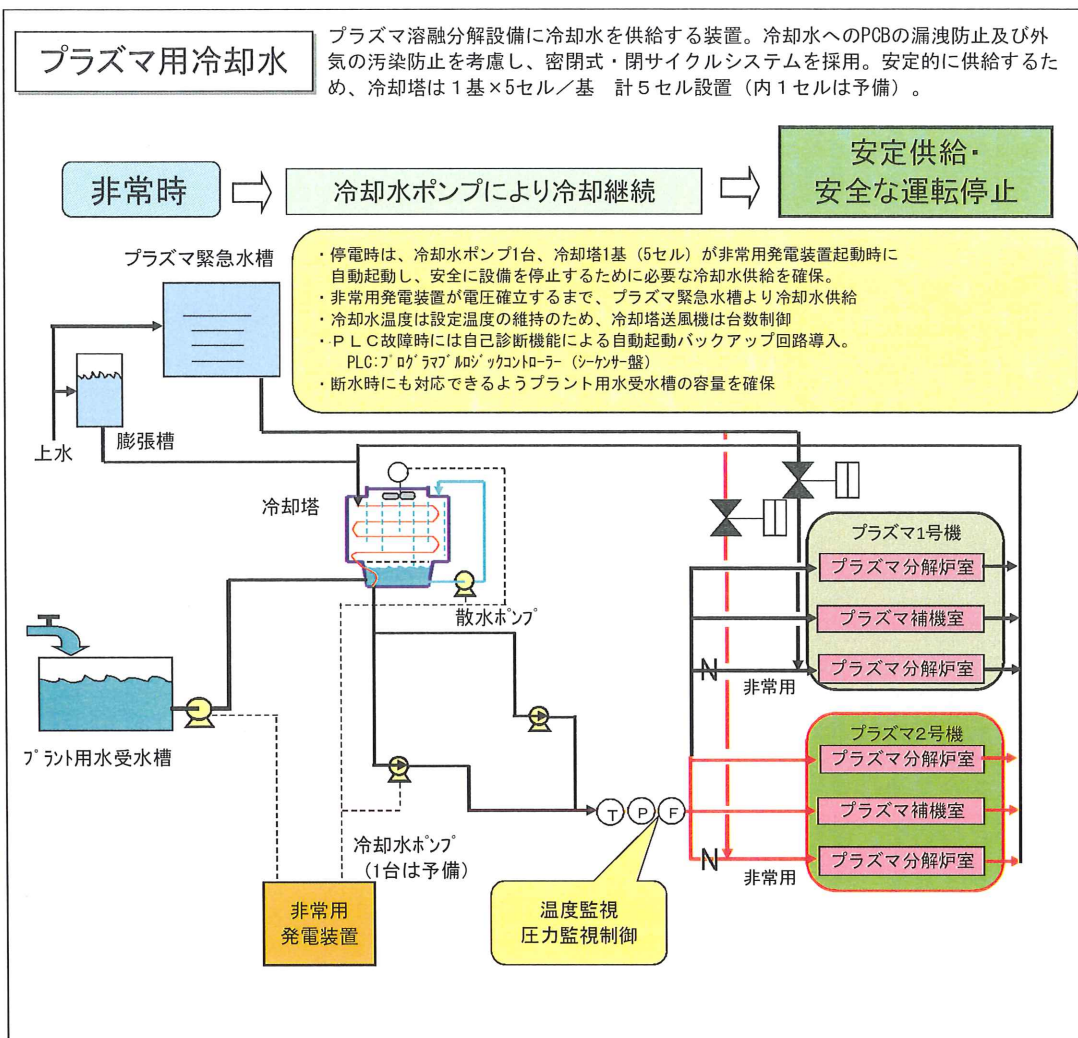 プラズマ用冷却水
プラズマ溶融分解設備に冷却水を供給する装置。冷却水へのPCBの漏洩防止及び外
気の汚染防止を考慮し、密閉式・閉サイクルシステムを採用。安定的に供給するた
め、冷却塔は１基×5セル／基　計５セル設置（内１セルは予備）。
非常時
冷却水ポンプにより冷却継続
安定供給・
安全な運転停止
・停電時は、冷却水ポンプ1台、冷却塔1基（5セル）が非常用発電装置起動時に
自動起動し、安全に設備を停止するために必要な冷却水供給を確保。
・非常用発電装置が電圧確立するまで、プラズマ緊急水槽より冷却水供給
・冷却水温度は設定温度の維持のため、冷却塔送風機は台数制御
・ＰＬＣ故障時には自己診断機能による自動起動バックアップ回路導入。
PLC:ﾌﾟﾛｸﾞﾗﾏﾌﾞﾙﾛｼﾞｯｸｺﾝﾄﾛｰﾗｰ（ｼｰｹﾝｻｰ盤）
・断水時にも対応できるようプラント用水受水槽の容量を確保
プラズマ緊急水槽
膨張槽
上水
冷却塔
散水ポンプ
プラズマ1号機
プラズマ分解炉室
プラズマ補機室
プラズマ分解炉室
N
非常用
ﾌﾟﾗﾝﾄ用水受水槽
プラズマ２号機
プラズマ分解炉室
プラズマ補機室
プラズマ分解炉室
N
非常用
T P F
冷却水ポンプ
(1台は予備)
非常用
発電装置
温度監視
圧力監視制御